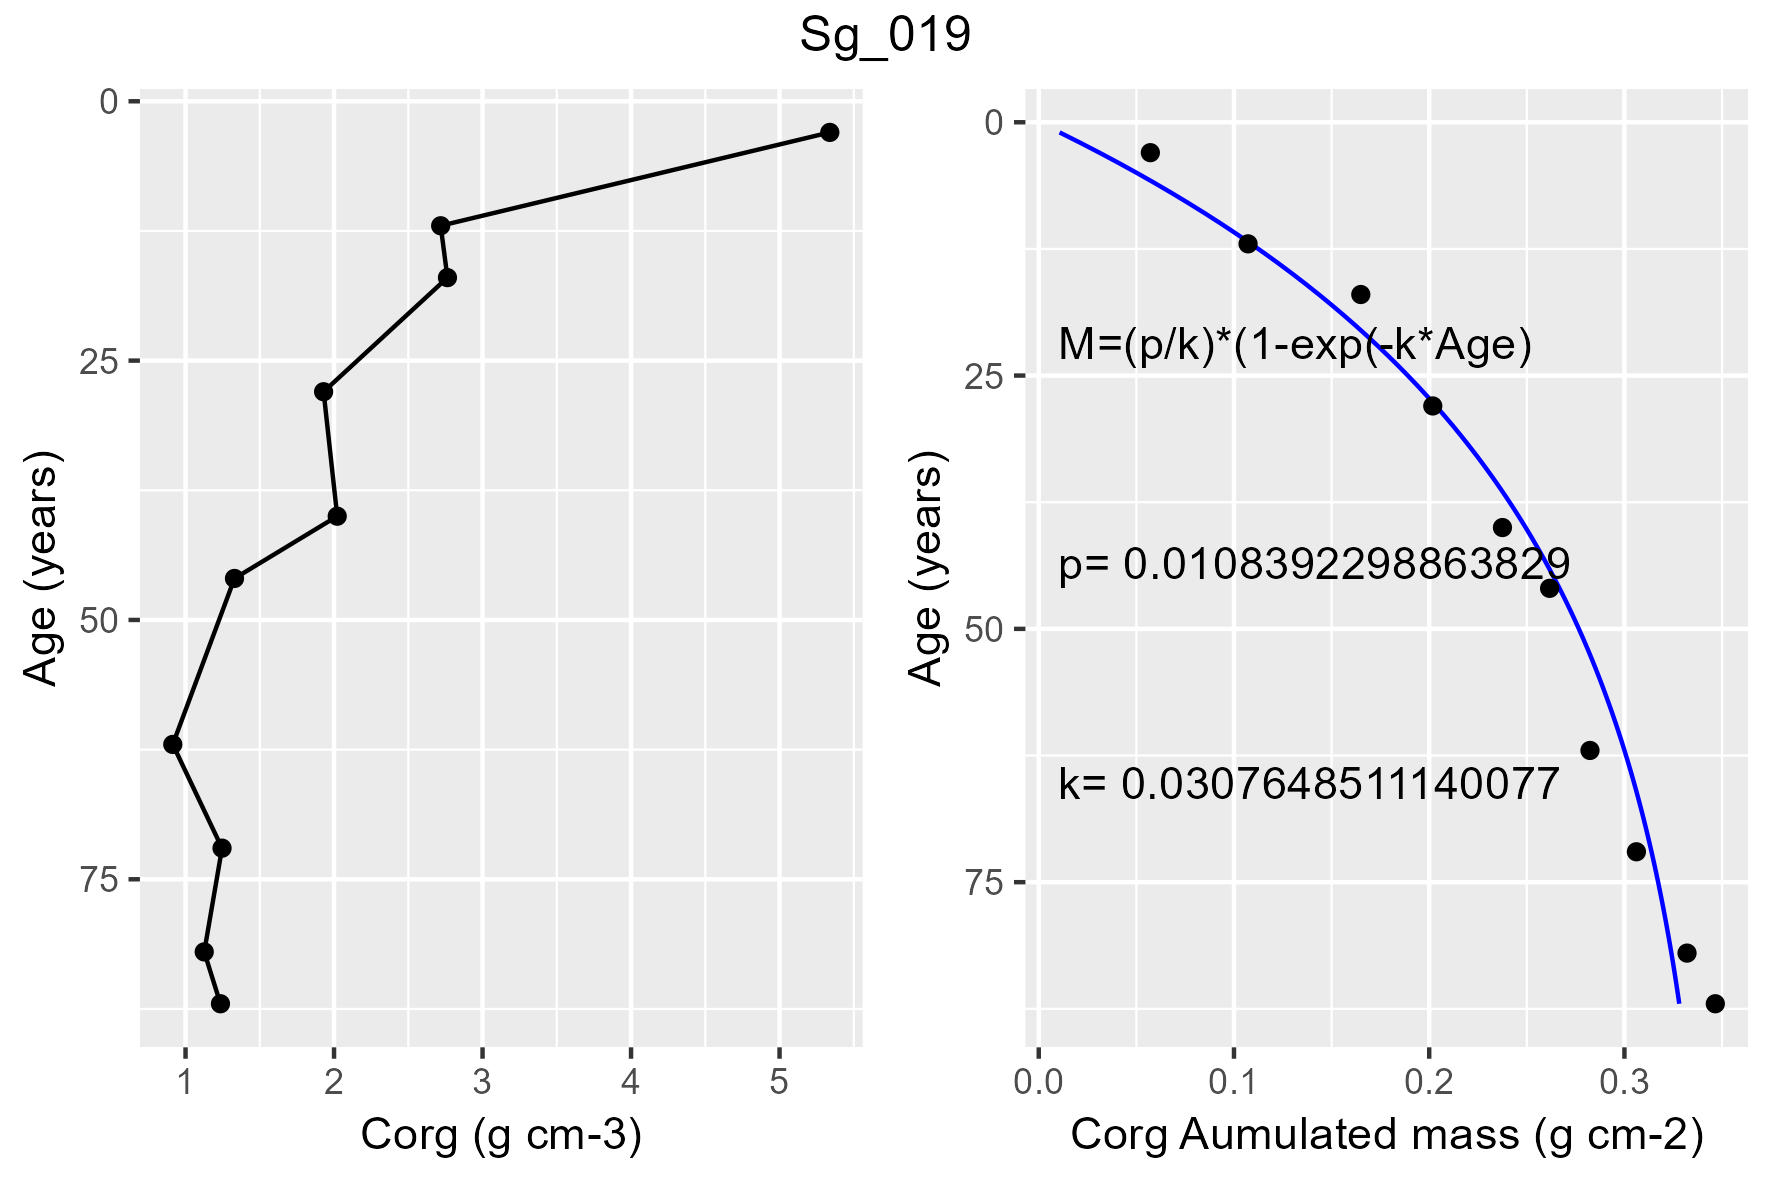 Sg_019
0
25
50
75
Age (years)
1
2
3
4
5
Corg (g cm-3)
0
25
50
75
Age (years)
M=(p/k)*(1-exp(-k*Age)
p= 0.0108392298863829
k= 0.0307648511140077
0.0
0.1
0.2
0.3
Corg Aumulated mass (g cm-2)